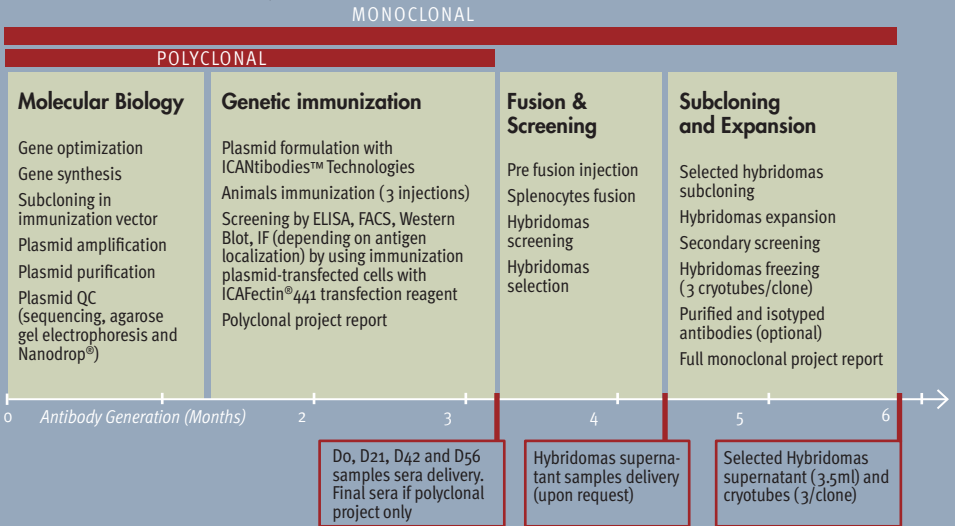 MONOCLONAL
POLYCLONAL
Molecular Biology
Gene optimization
Gene synthesis
Subcloning in
immunization vector
Plasmid amplification
Plasmid purification
Plasmid QC
(sequencing, agarose
gel electrophoresis and
Nanodrop®)
Genetic immunization
Plasmid formulation with
ICANtibodies™ Technologies
Animals immunization (3 injections)
Screening by ELISA, FACS, Western
Blot, IF (depending on antigen
localization) by using immunization
plasmid-transfected cells with
ICAFectin®441 transfection reagent
Polyclonal project report
Fusion &
Screening
Pre fusion injection
Splenocytes fusion
Hybridomas
screening
Hybridomas
selection
Subcloning
and Expansion
Selected hybridomas
subcloning
Hybridomas expansion
Secondary screening
Hybridomas freezing
(3 cryotubes/clone)
Purified and isotyped
antibodies (optional)
Full monoclonal project report
0 Antibody Generation (Months) 2 3 4 5 6
D0, D21, D42 and D56
samples sera delivery.
Final sera if polyclonal
project only
Hybridomas superna-
tant samples delivery
(upon request)
Selected Hybridomas
supernatant (3.5ml) and
cryotubes (3/clone)